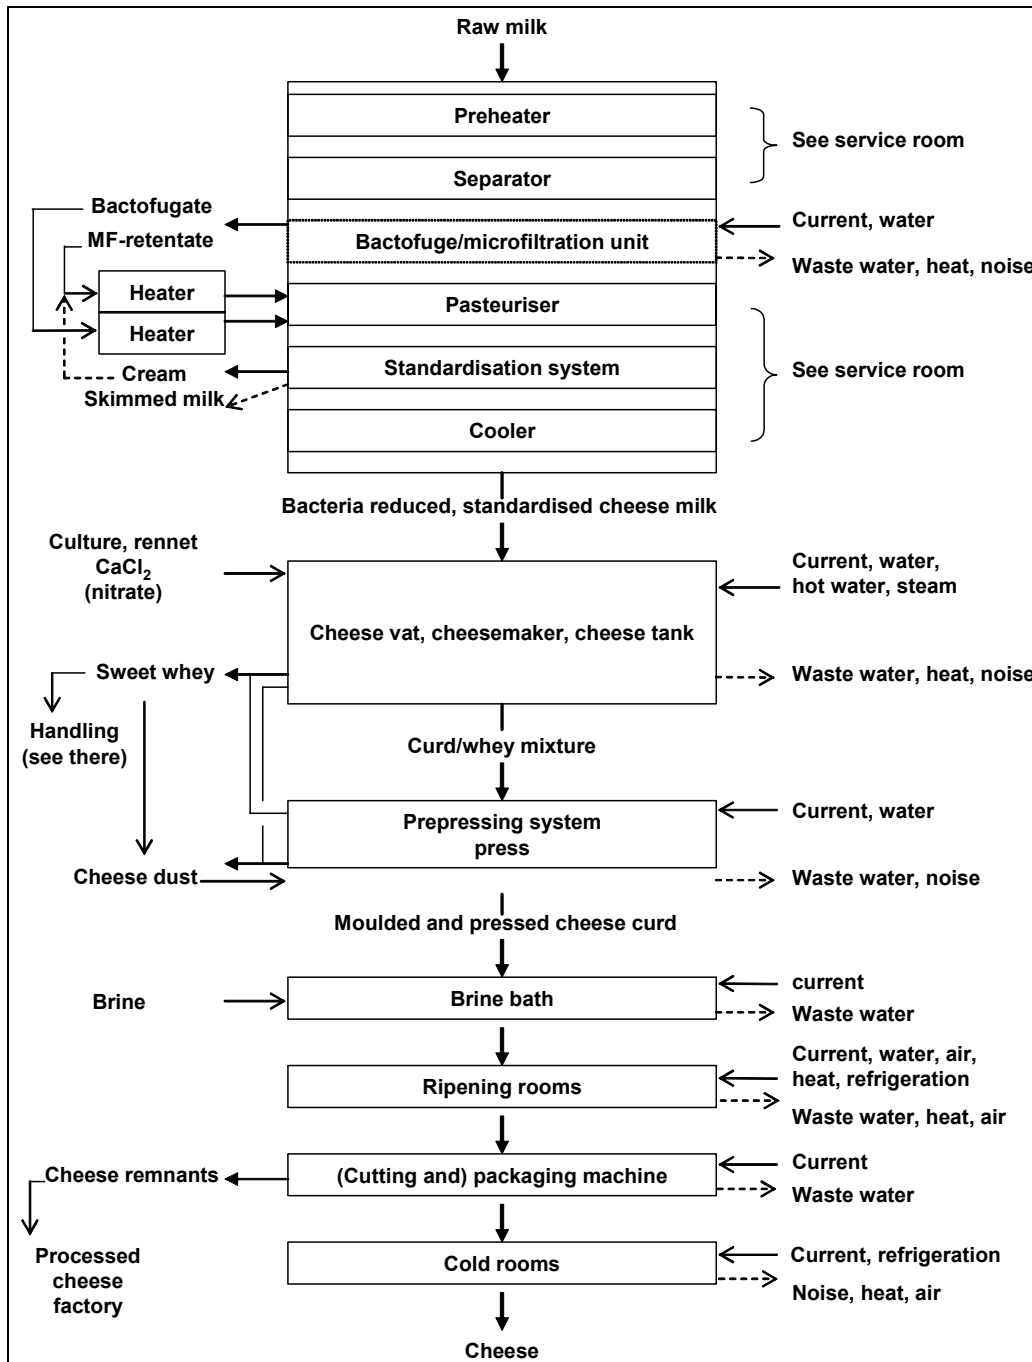 Raw milk
Preheater
See service room
Separator
Bactofugate
Current, water
MF-retentate
Bactofuge/microfiltration unit
Waste water, heat, noise
Heater
Pasteuriser
Heater
Cream
Standardisation system
See service room
Skimmed milk
Cooler
Bacteria reduced, standardised cheese milk
Culture, rennet
CaCl₂
(nitrate)
Current, water,
hot water, steam
Cheese vat, cheesemaker, cheese tank
Sweet whey
Waste water, heat, noise
Handling
(see there)
Curd/whey mixture
Prepressing system
press
Current, water
Cheese dust
Waste water, noise
Moulded and pressed cheese curd
Brine
Brine bath
current
Waste water
Ripening rooms
Current, water, air,
heat, refrigeration
Waste water, heat, air
Cheese remnants
(Cutting and) packaging machine
Current
Waste water
Processed
cheese
factory
Cold rooms
Current, refrigeration
Noise, heat, air
Cheese